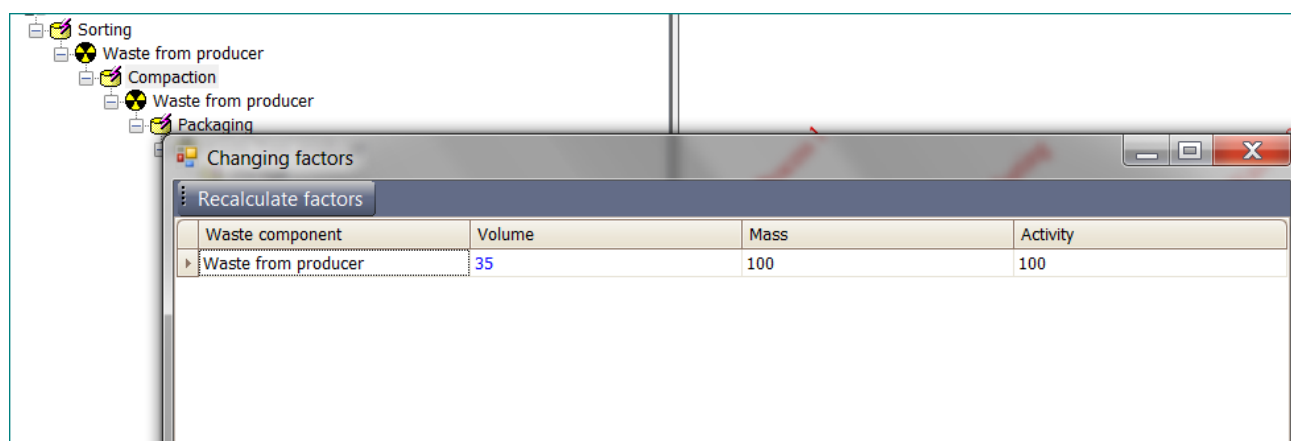 Sorting
Waste from producer
Compaction
Waste from producer
Packaging
Changing factors
Recalculate factors
Waste component Volume Mass Activity
Waste from producer 35 100 100